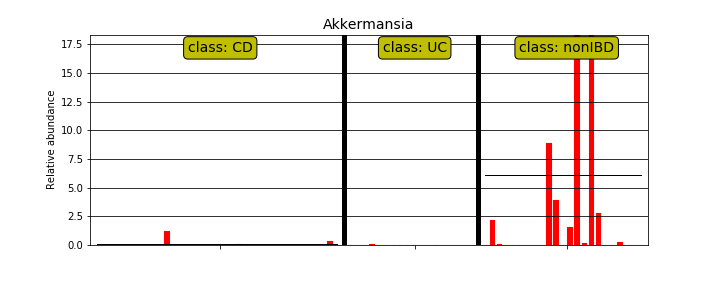 Akkermansia
class: CD
class: UC
class: nonIBD
Relative abundance
17.5
15.0
12.5
10.0
7.5
5.0
2.5
0.0